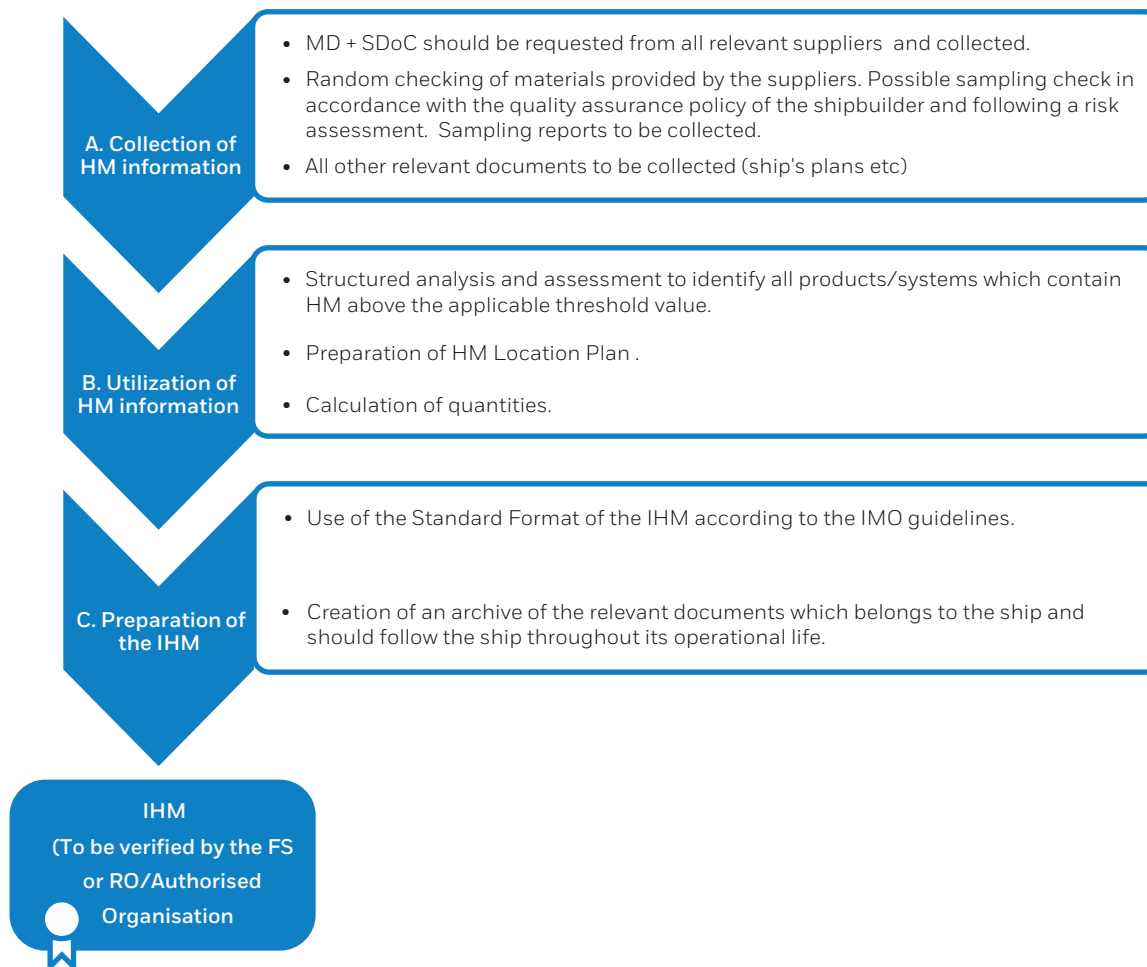 A. Collection of
HM information
• MD + SDoC should be requested from all relevant suppliers and collected.
• Random checking of materials provided by the suppliers. Possible sampling check in
accordance with the quality assurance policy of the shipbuilder and following a risk
assessment. Sampling reports to be collected.
• All other relevant documents to be collected (ship's plans etc)
B. Utilization of
HM information
• Structured analysis and assessment to identify all products/systems which contain
HM above the applicable threshold value.
• Preparation of HM Location Plan .
• Calculation of quantities.
C. Preparation of
the IHM
• Use of the Standard Format of the IHM according to the IMO guidelines.
• Creation of an archive of the relevant documents which belongs to the ship and
should follow the ship throughout its operational life.
IHM
(To be verified by the FS
or RO/Authorised
Organisation